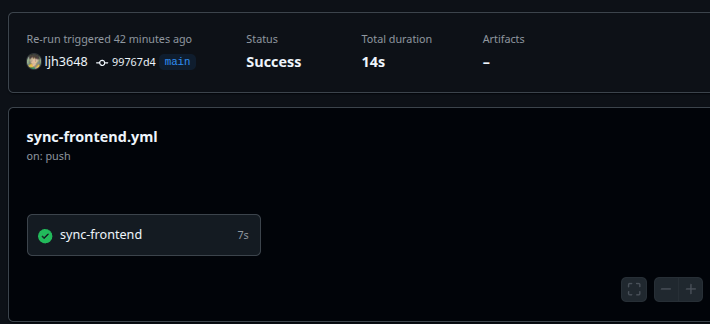 Re-run triggered 42 minutes ago
Status
Total duration
Artifacts
ljh3648 99767d4 main
Success
14s
–
sync-frontend.yml
on: push
sync-frontend 7s